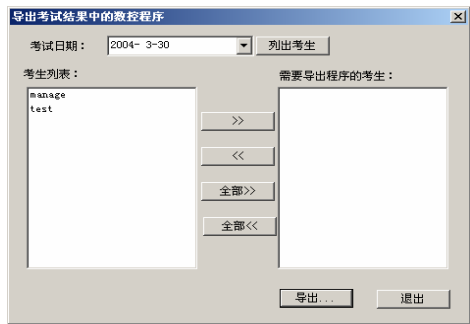 导出考试结果中的数控程序
考试日期： 2004- 3-30 列出考生
考生列表： 需要导出程序的考生：
manage
test
>>
<<
全部>>
全部<<
导出... 退出